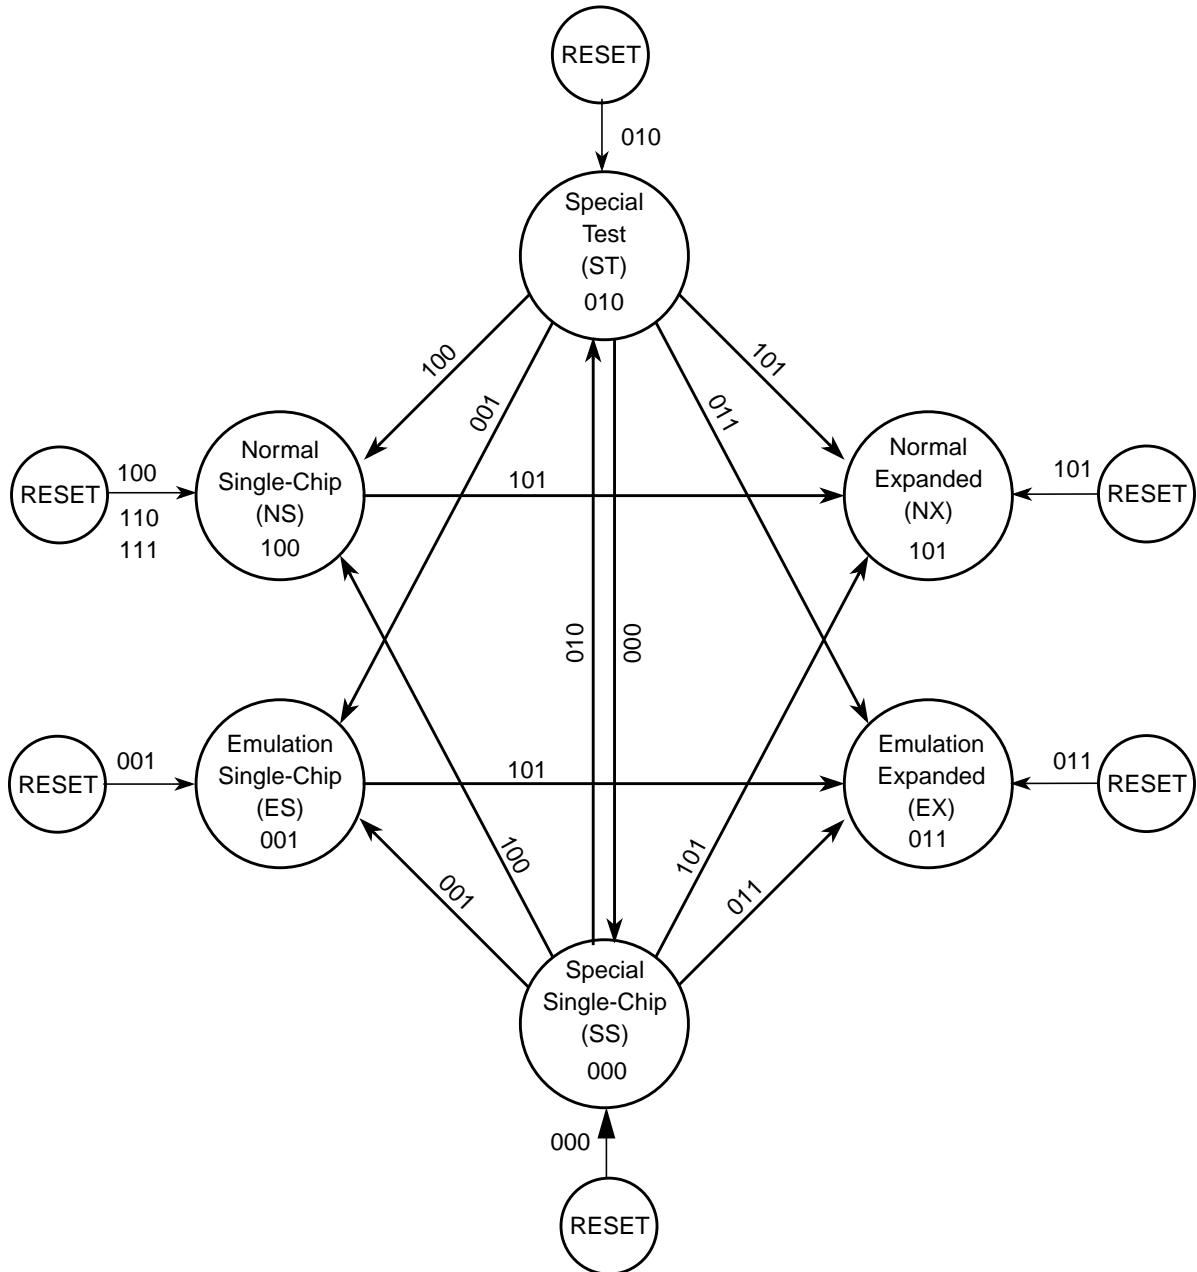 RESET
010
Special
Test
(ST)
010
100
101
001
011
Normal
Single-Chip
(NS)
100
Normal
Expanded
(NX)
101
RESET
100
110
111
101
101
RESET
010
000
Emulation
Single-Chip
(ES)
001
Emulation
Expanded
(EX)
011
RESET
001
101
011
RESET
001
100
101
011
Special
Single-Chip
(SS)
000
000
RESET